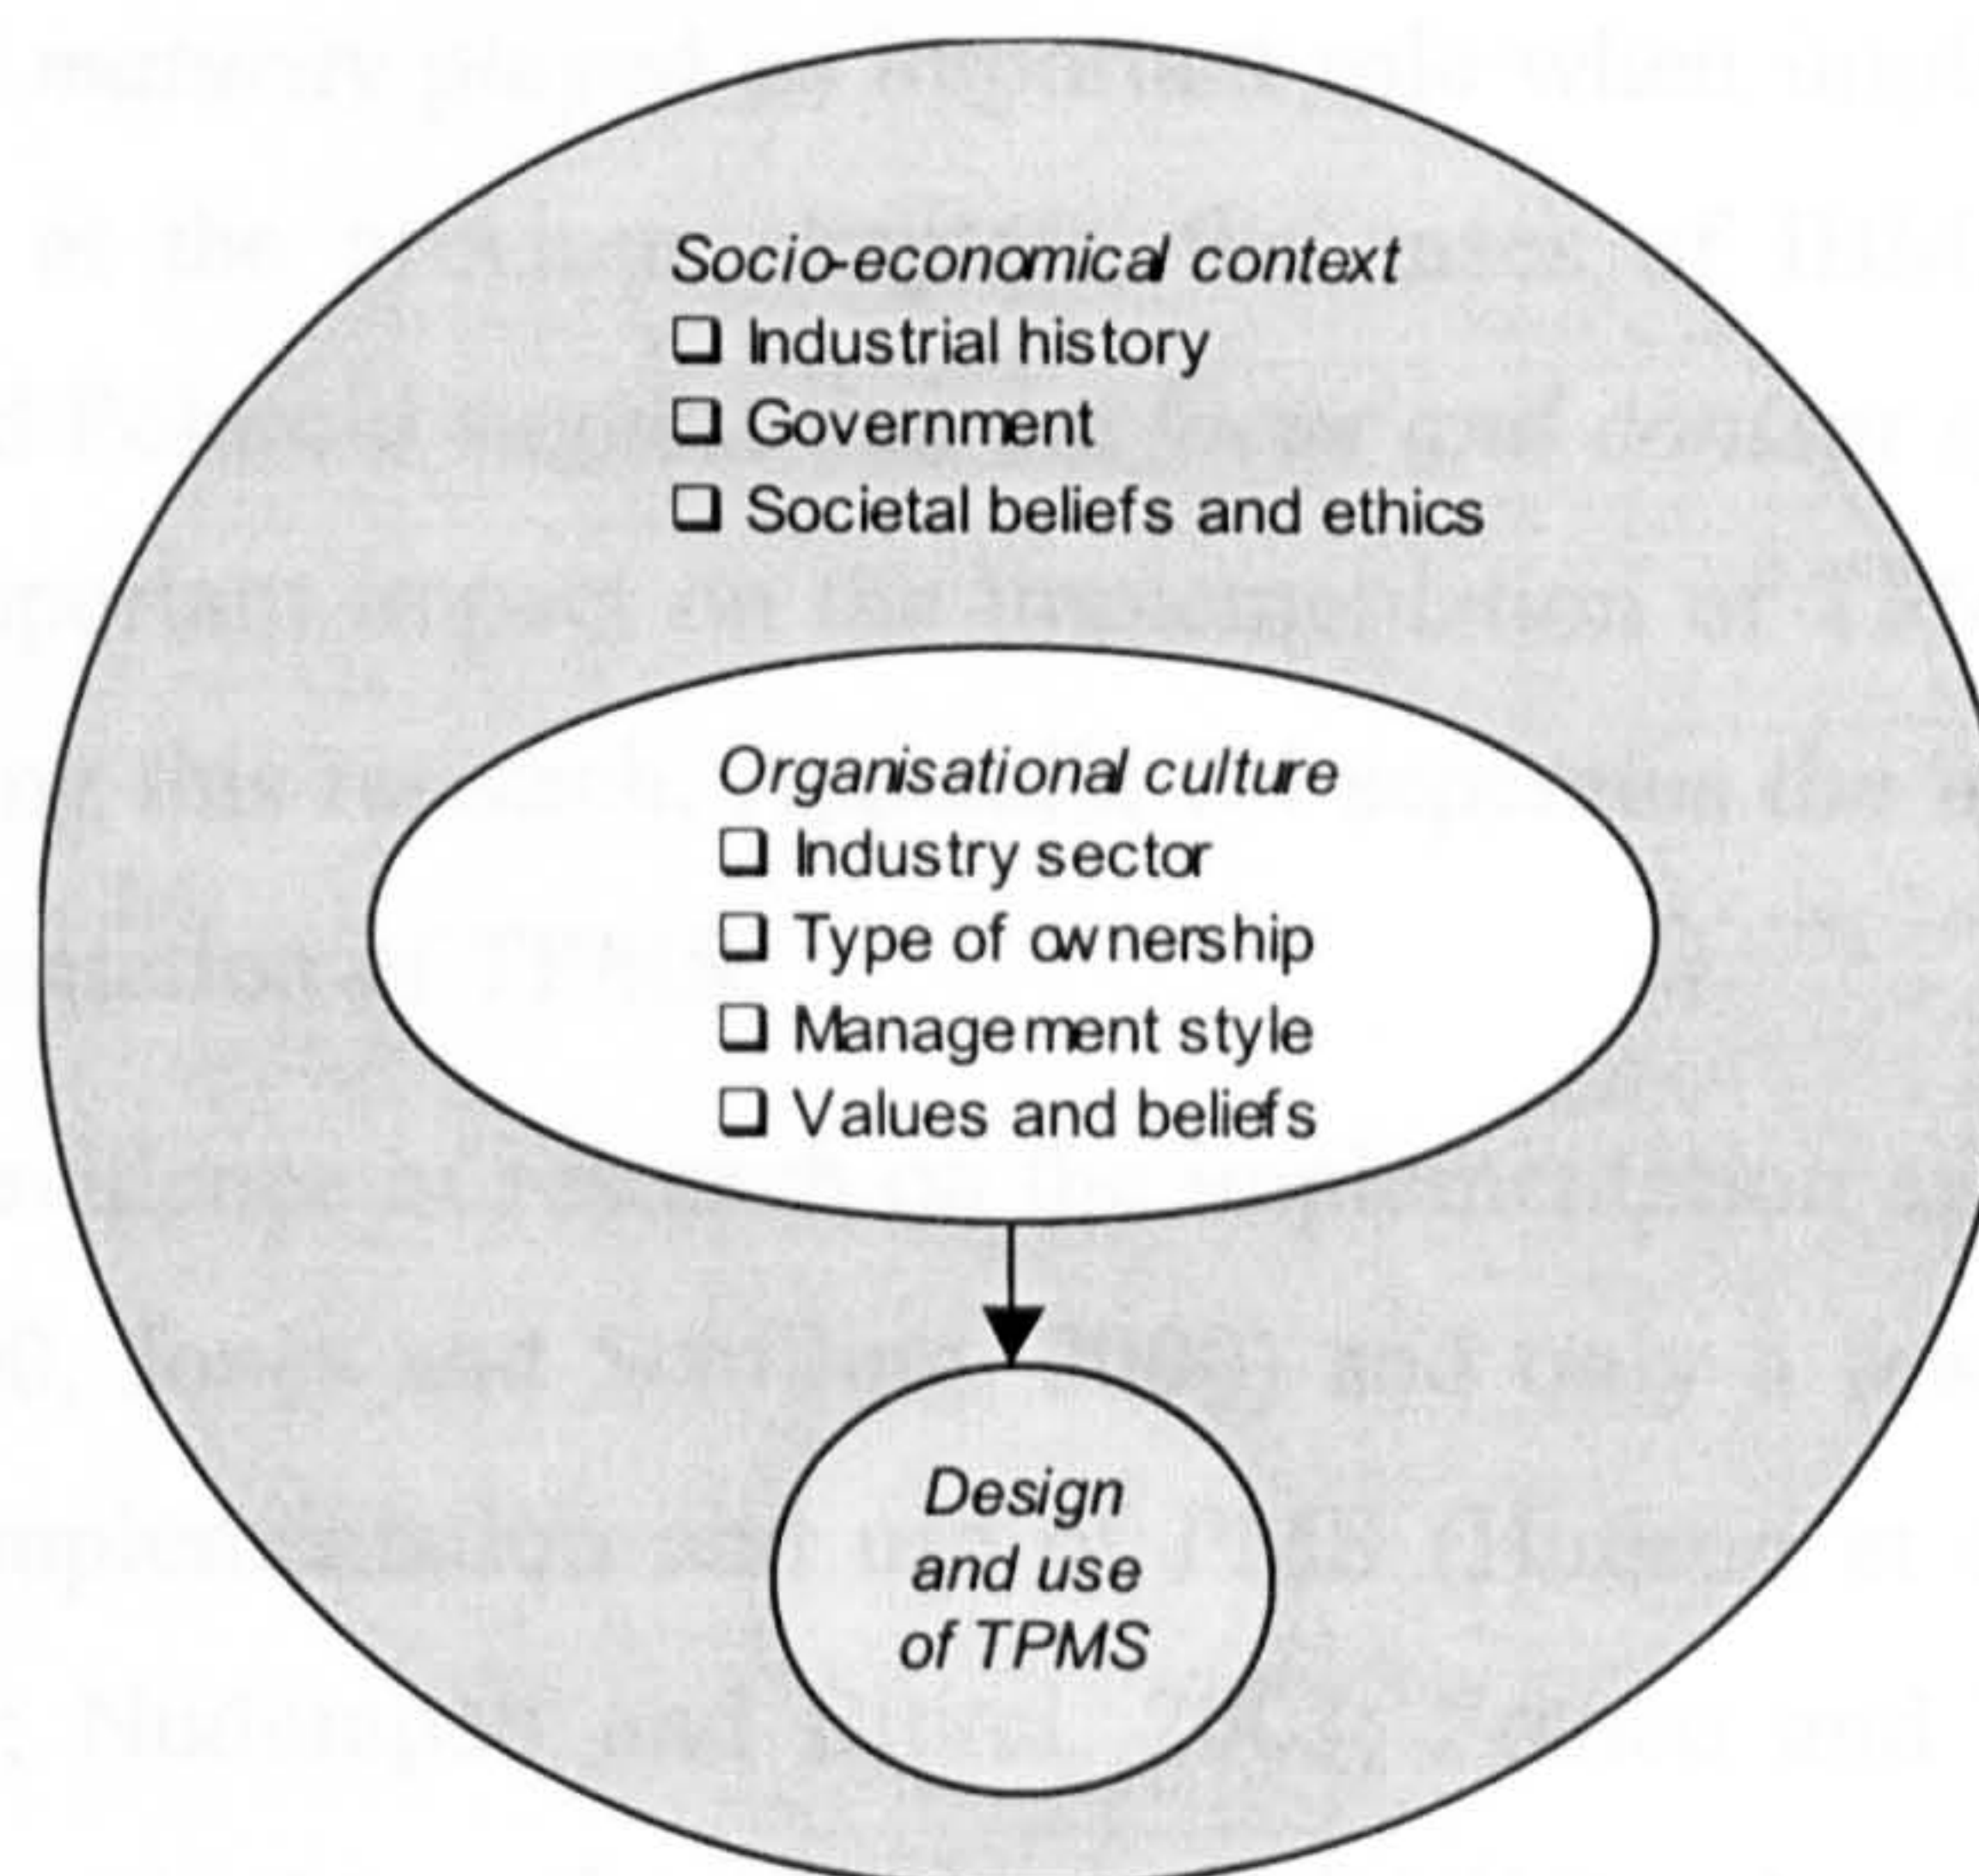 Socio-economical context
❑ Industrial history
❑ Government
❑ Societal beliefs and ethics
Organisational culture
❑ Industry sector
❑ Type of ownership
❑ Management style
❑ Values and beliefs
Design
and use
of TPMS